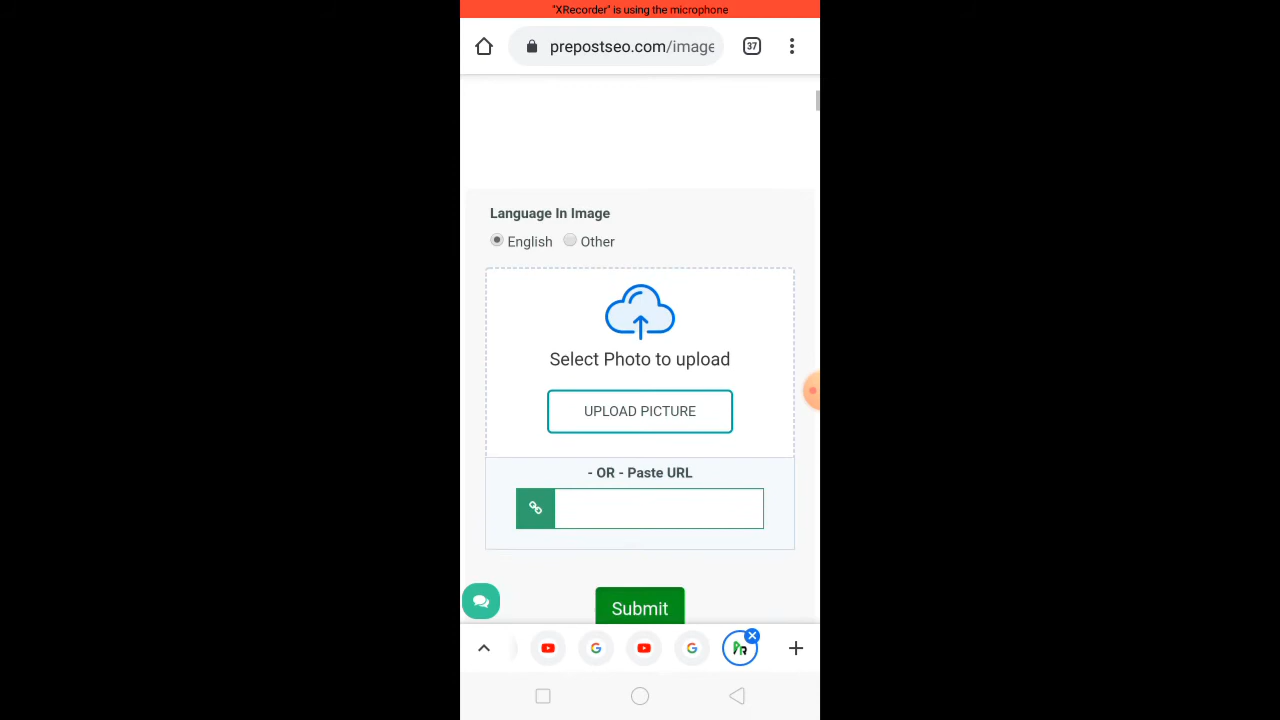 "XRecorder" is using the microphone
prepostseo.com/image
37
Language In Image
English Other
Select Photo to upload
UPLOAD PICTURE
- OR - Paste URL
Submit